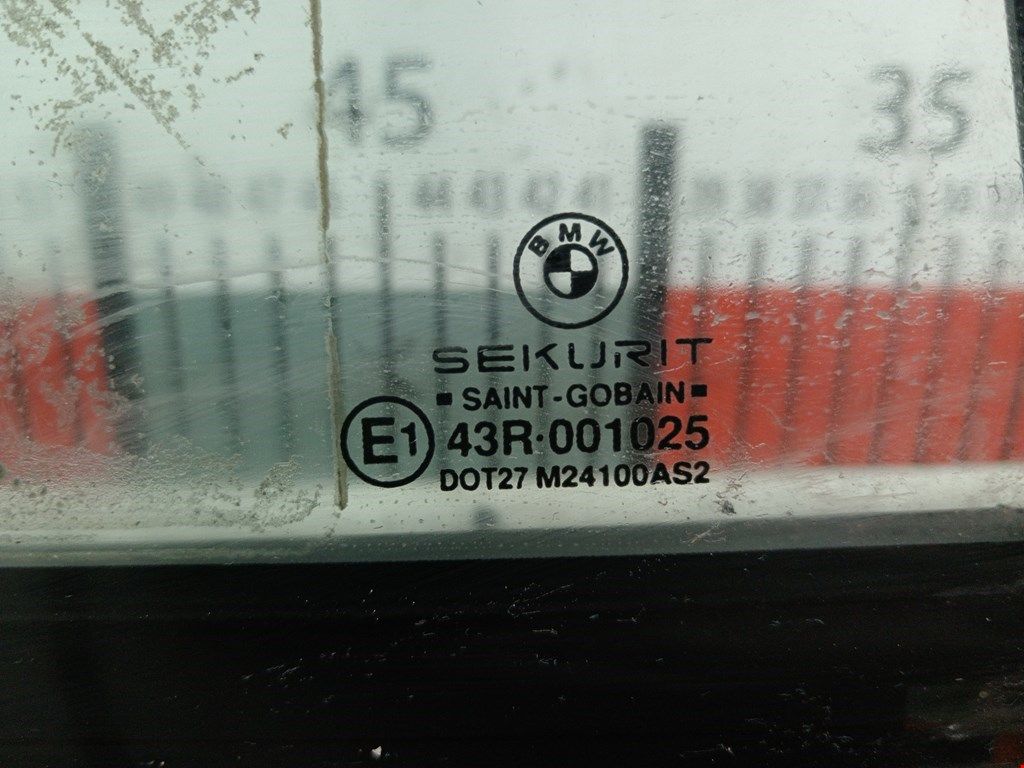 45 35
BMW
SEKURIT
SAINT-GOBAIN
E1 43R·001025
DOT27 M24100AS2